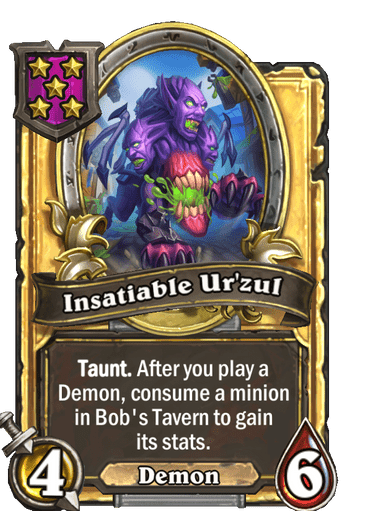 Insatiable Ur'zul
Taunt. After you play a
Demon, consume a minion
in Bob's Tavern to gain
its stats.
4
Demon
6